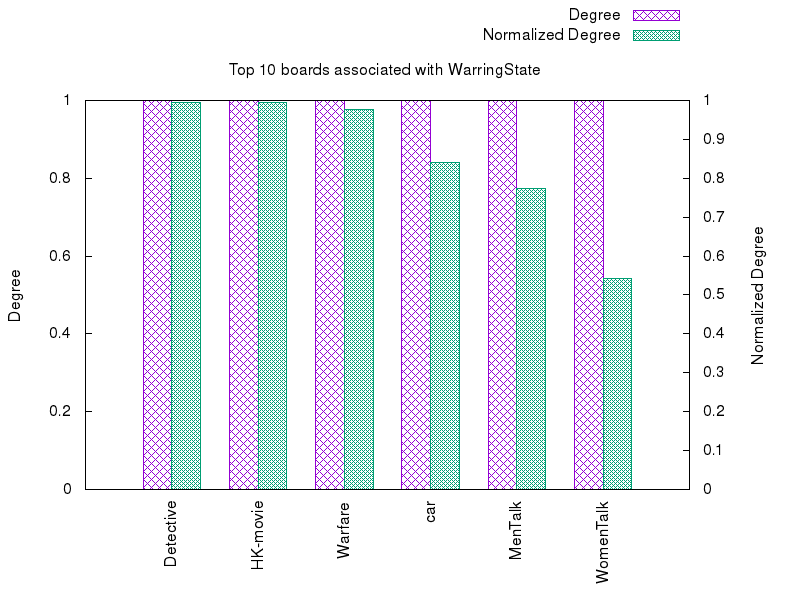 Degree
Normalized Degree
Top 10 boards associated with WarringState
1
0.8
0.6
0.4
0.2
0
Degree
1
0.9
0.8
0.7
0.6
0.5
0.4
0.3
0.2
0.1
0
Normalized Degree
Detective
HK-movie
Warfare
car
MenTalk
WomenTalk